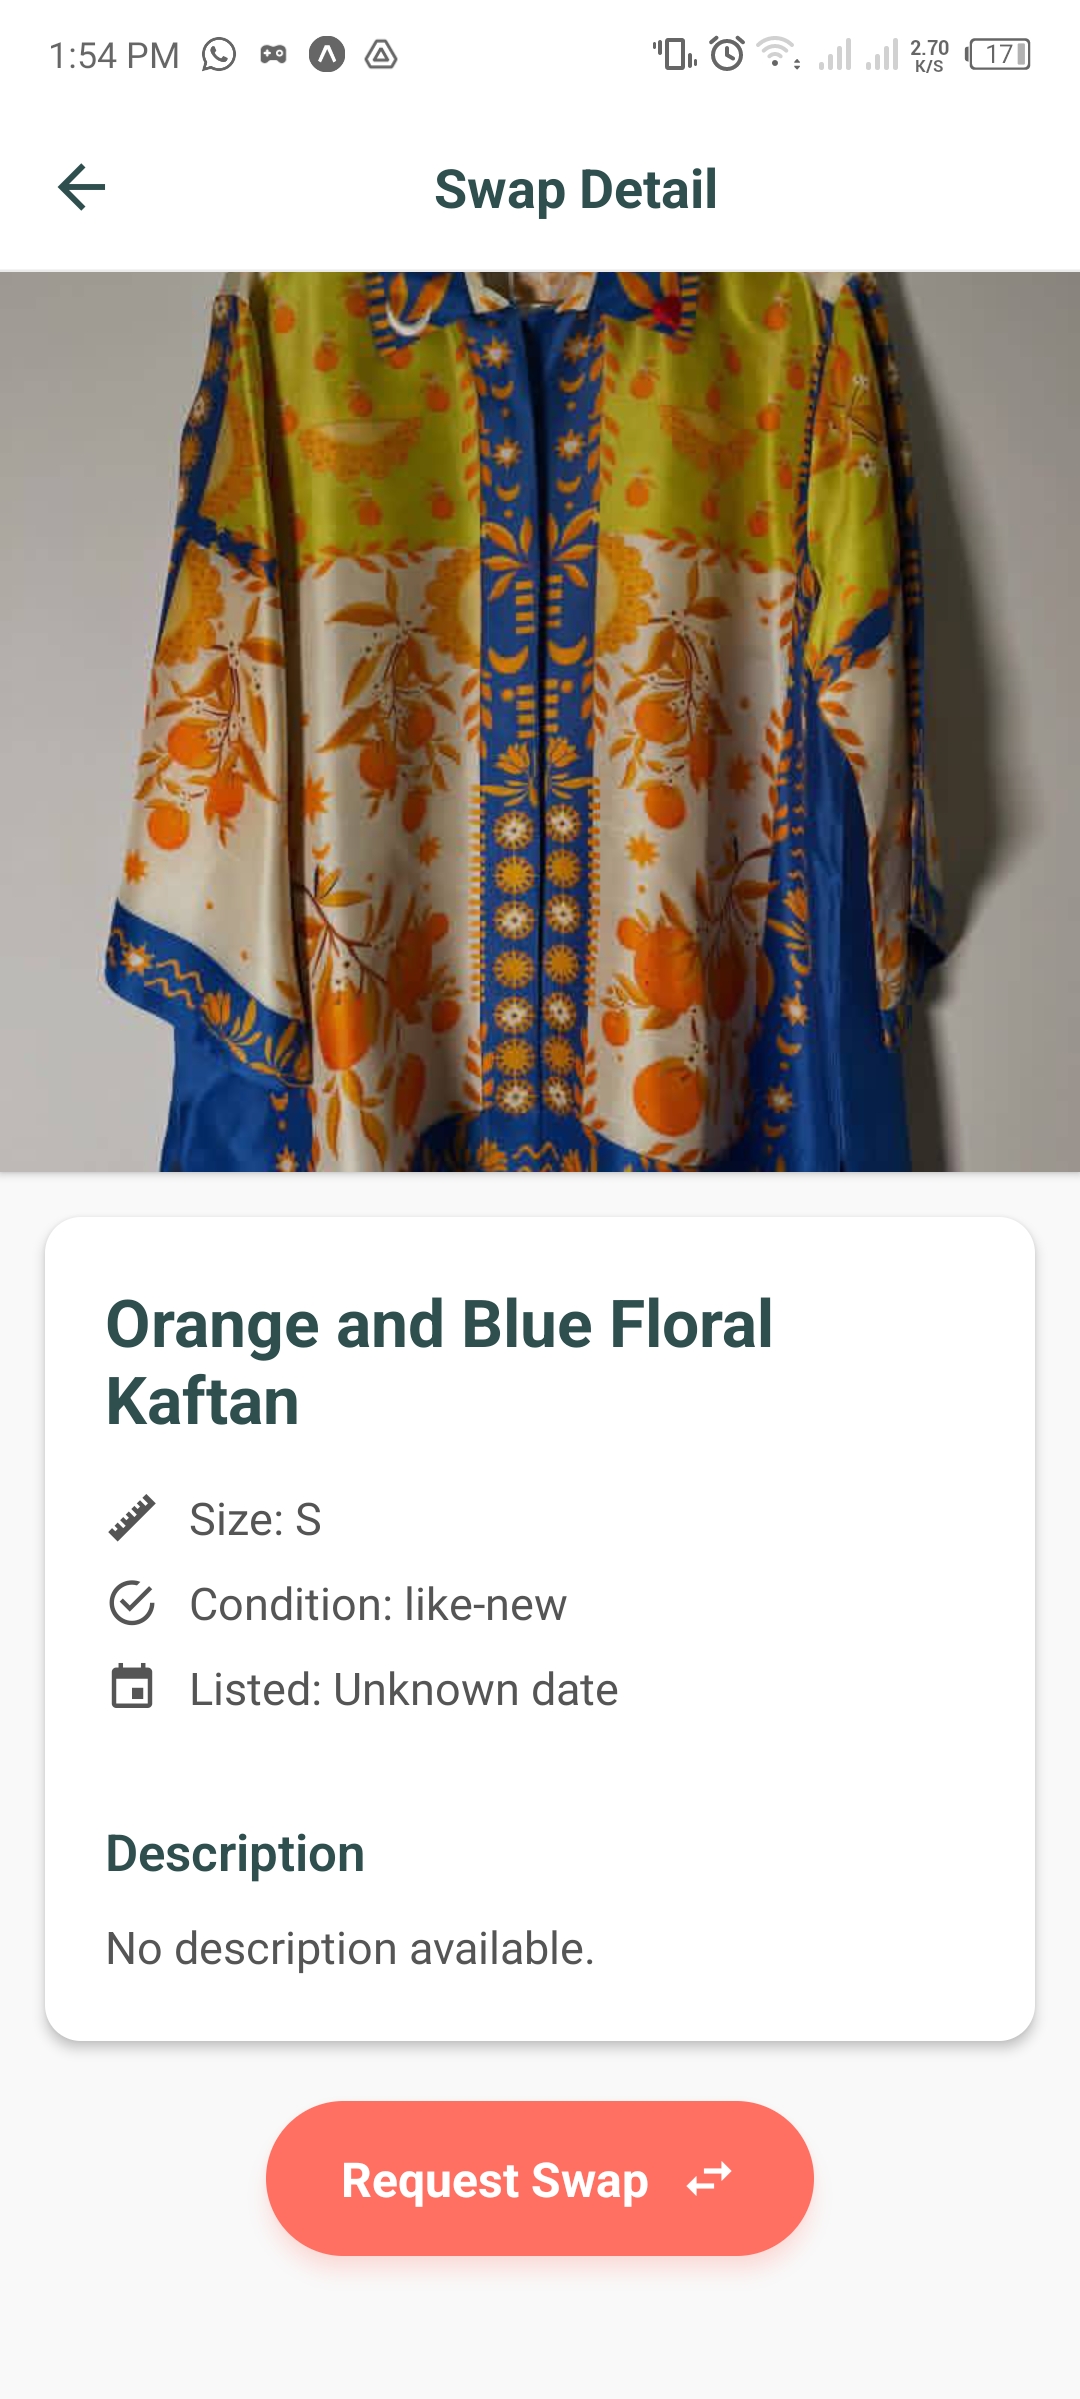 1:54 PM
2.70
K/S
17
Swap Detail
Orange and Blue Floral
Kaftan
Size: S
Condition: like-new
Listed: Unknown date
Description
No description available.
Request Swap